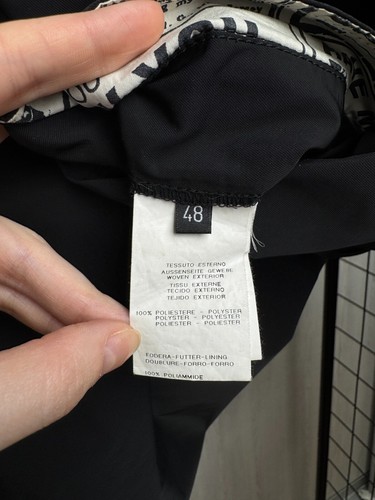 48
TESSUTO ESTERNO
AUSSENSEITE GEWEBE
WOVEN EXTERIOR
TISSU EXTERNE
TECIDO EXTERNO
TEJIDO EXTERIOR
100% POLIESTERE - POLYESTER
POLYSTER - POLYESTER
POLIESTER - POLIESTER
FODERA-FUTTER-LINING
DOUBLURE-FORRO-FORRO
100% POLIAMMIDE